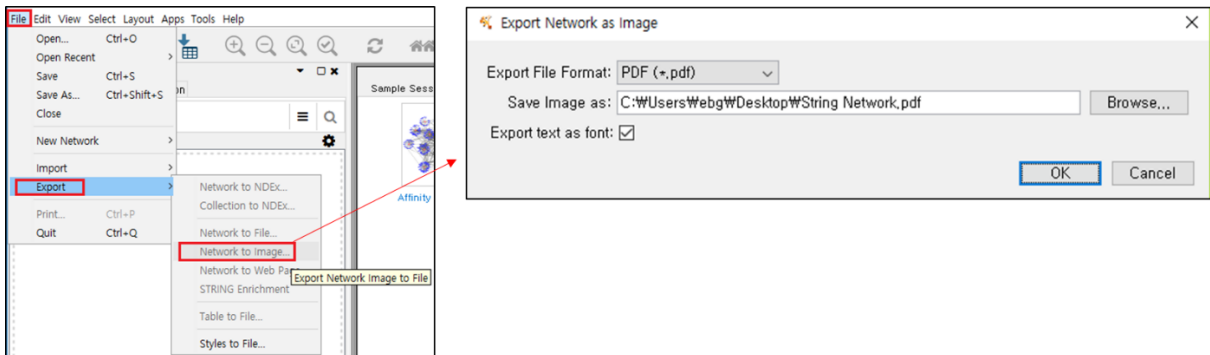 File Edit View Select Layout Apps Tools Help
Open... Ctrl+O
Open Recent
Save Ctrl+S
Save As... Ctrl+Shift+S
Close
New Network
Import
Export
Print... Ctrl+P
Quit Ctrl+Q
Network to NDEx...
Collection to NDEx...
Network to File...
Network to Image...
Network to Web Pa
Export Network Image to File
STRING Enrichment
Table to File...
Styles to File...
Sample Sess
Affinity
Export Network as Image
Export File Format: PDF (*.pdf)
Save Image as: C:₩Users₩ebg₩Desktop₩String Network.pdf Browse...
Export text as font:
OK Cancel